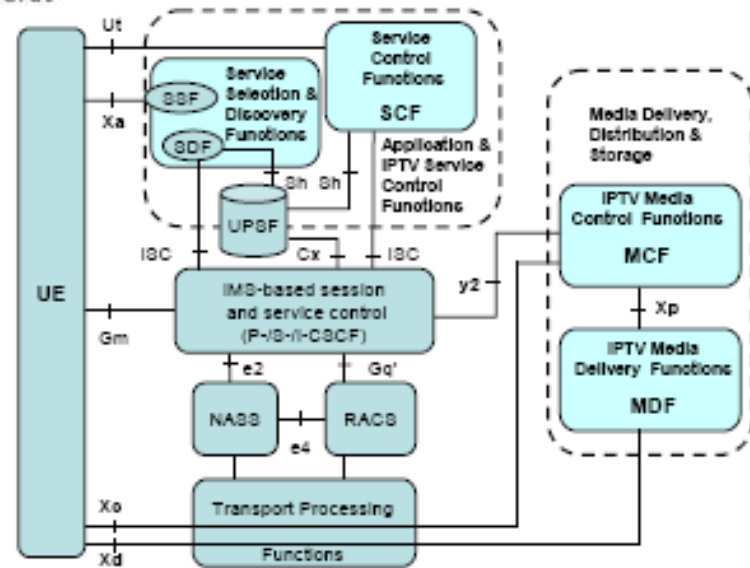 Ut
Service
Control
Functions
SCF
Service
Selection &
Discovery
Functions
SSF
Xa
SDF
Media Delivery,
Distribution &
Storage
Application &
IPTV Service
Control
Functions
Sh Sh
UPSF
IPTV Media
Control Functions
MCF
ISC
Cx
ISC
UE
IMS-based session
and service control
(P-/S-/I-CSCF)
y2
Gm
Xp
IPTV Media
Delivery Functions
MDF
e2
Gq'
NASS
RACS
e4
Transport Processing
Functions
Xc
Xd